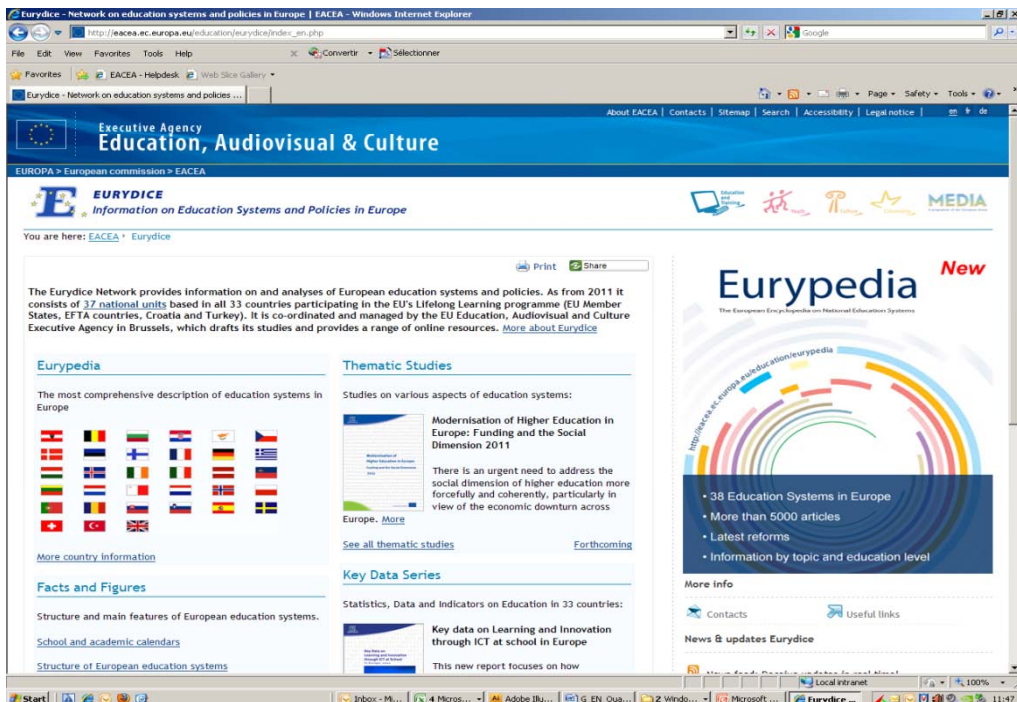 Eurydice - Network on education systems and policies in Europe | EACEA - Windows Internet Explorer
http://eacea.ec.europa.eu/education/eurydice/index_en.php
Google
File Edit View Favorites Tools Help
Convertir
Sélectionner
Favorites
EACEA - Helpdesk
Web Slice Gallery
Eurydice - Network on education systems and policies ...
Page
Safety
Tools
About EACEA | Contacts | Sitemap | Search | Accessibility | Legal notice |
en fr de
Executive Agency
Education, Audiovisual & Culture
EUROPA > European commission > EACEA
EURYDICE
Information on Education Systems and Policies in Europe
Education and Training
Youth
Culture
MEDIA
You are here: EACEA
Eurydice
Print
Share
The Eurydice Network provides information on and analyses of European education systems and policies. As from 2011 it
consists of 37 national units based in all 33 countries participating in the EU's Lifelong Learning programme (EU Member
States, EFTA countries, Croatia and Turkey). It is co-ordinated and managed by the EU Education, Audiovisual and Culture
Executive Agency in Brussels, which drafts its studies and provides a range of online resources. More about Eurydice
Eurypedia
The most comprehensive description of education systems in
Europe
More country information
Facts and Figures
Structure and main features of European education systems.
School and academic calendars
Structure of European education systems
Thematic Studies
Studies on various aspects of education systems:
Modernisation of Higher Education in
Europe: Funding and the Social
Dimension 2011
There is an urgent need to address the
social dimension of higher education more
forcefully and coherently, particularly in
view of the economic downturn across
Europe. More
See all thematic studies
Forthcoming
Key Data Series
Statistics, Data and Indicators on Education in 33 countries:
Key data on Learning and Innovation
through ICT at school in Europe
This new report focuses on how
New
Eurypedia
The European Encyclopedia on National Education Systems
http://eacea.ec.europa.eu/education/eurypedia
• 38 Education Systems in Europe
• More than 5000 articles
• Latest reforms
• Information by topic and education level
More info
Contacts
Useful links
News & updates Eurydice
Local intranet
100%
Start
Inbox - Mi...
4 Micros...
Adobe Illu...
G_EN_Qua...
2 Windo...
Microsoft ...
Eurydice ...
11:47